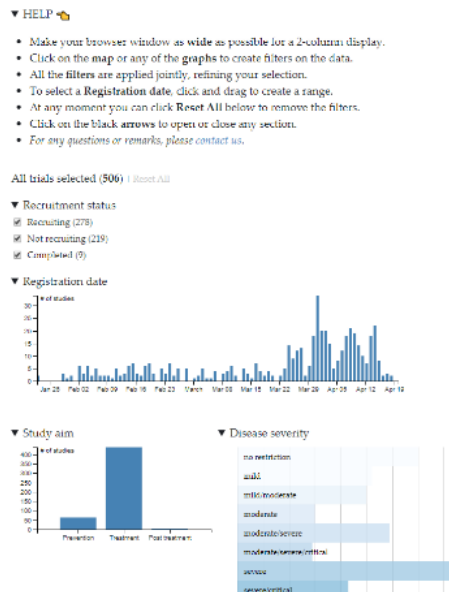 ▼ HELP 👈
• Make your browser window as wide as possible for a 2-column display.
• Click on the map or any of the graphs to create filters on the data.
• All the filters are applied jointly, refining your selection.
• To select a Registration date, click and drag to create a range.
• At any moment you can click Reset All below to remove the filters.
• Click on the black arrows to open or close any section.
• For any questions or remarks, please contact us.
All trials selected (506) | Reset All
▼ Recruitment status
Recruiting (278)
Not recruiting (219)
Completed (9)
▼ Registration date
# of studies
30
25
20
15
10
5
0
Jan 26 Feb 02 Feb 09 Feb 16 Feb 23 March Mar 08 Mar 15 Mar 22 Mar 29 Apr 05 Apr 12 Apr 19
▼ Study aim
# of studies
400
350
300
250
200
150
100
50
0
Prevention Treatment Post treatment
▼ Disease severity
no restriction
mild
mild/moderate
moderate
moderate/severe
moderate/severe/critical
severe
severe/critical